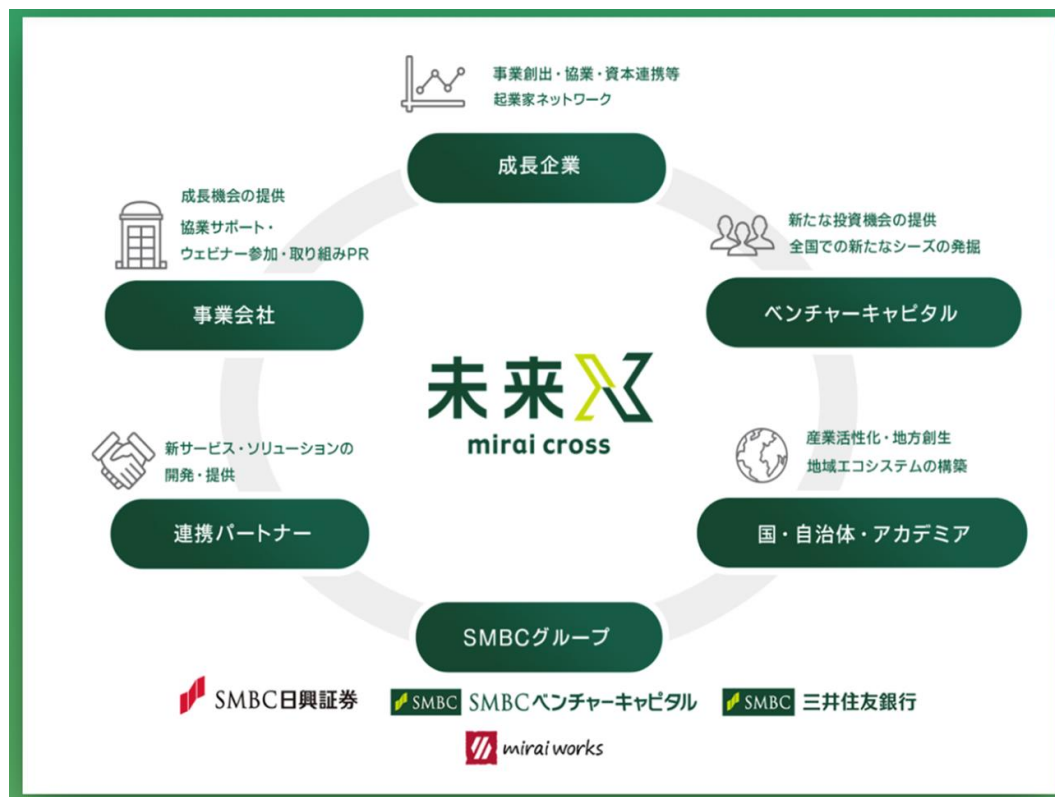 事業創出・協業・資本連携等
起業家ネットワーク
成長企業
成長機会の提供
協業サポート・
ウェビナー参加・取り組みPR
事業会社
新たな投資機会の提供
全国での新たなシーズの発掘
ベンチャーキャピタル
未来X
mirai cross
新サービス・ソリューションの
開発・提供
連携パートナー
産業活性化・地方創生
地域エコシステムの構築
国・自治体・アカデミア
SMBCグループ
SMBC日興証券
SMBC SMBCベンチャーキャピタル
SMBC 三井住友銀行
mirai works